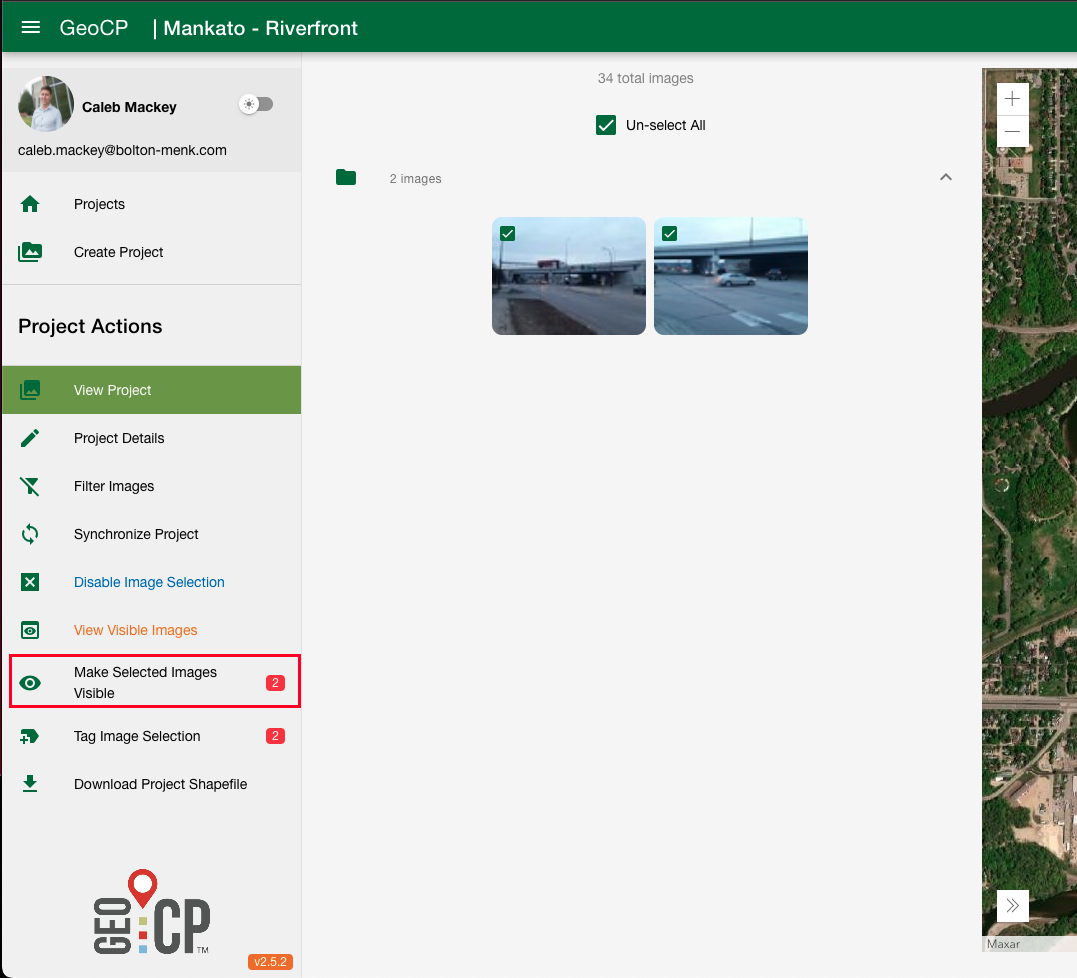 GeoCP | Mankato - Riverfront
Caleb Mackey
caleb.mackey@bolton-menk.com
Projects
Create Project
Project Actions
View Project
Project Details
Filter Images
Synchronize Project
Disable Image Selection
View Visible Images
Make Selected Images
Visible
2
Tag Image Selection
2
Download Project Shapefile
GEO CP TM
v2.5.2
34 total images
Un-select All
2 images
Maxar